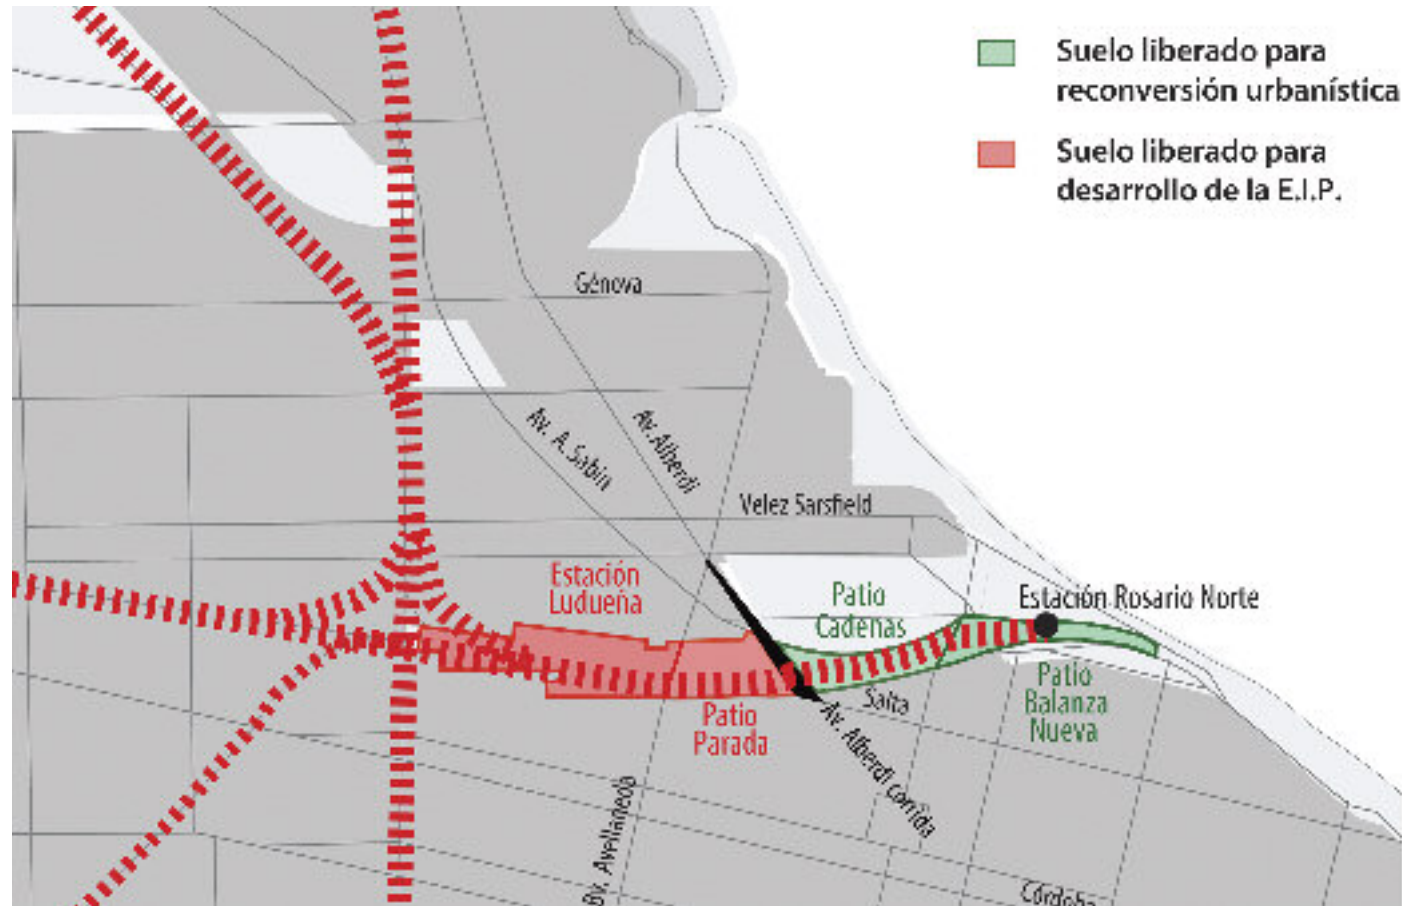 Suelo liberado para
reconversión urbanística
Suelo liberado para
desarrollo de la E.I.P.
Génova
Av. A. Sabin
Av. Alberdi
Velez Sarsfield
Estación
Ludueña
Patio
Cadenas
Estación Rosario Norte
Patio
Parada
Salta
Patio
Balanza
Nueva
Av. Alberdi corrida
Bv. Avellaneda
Córdoba